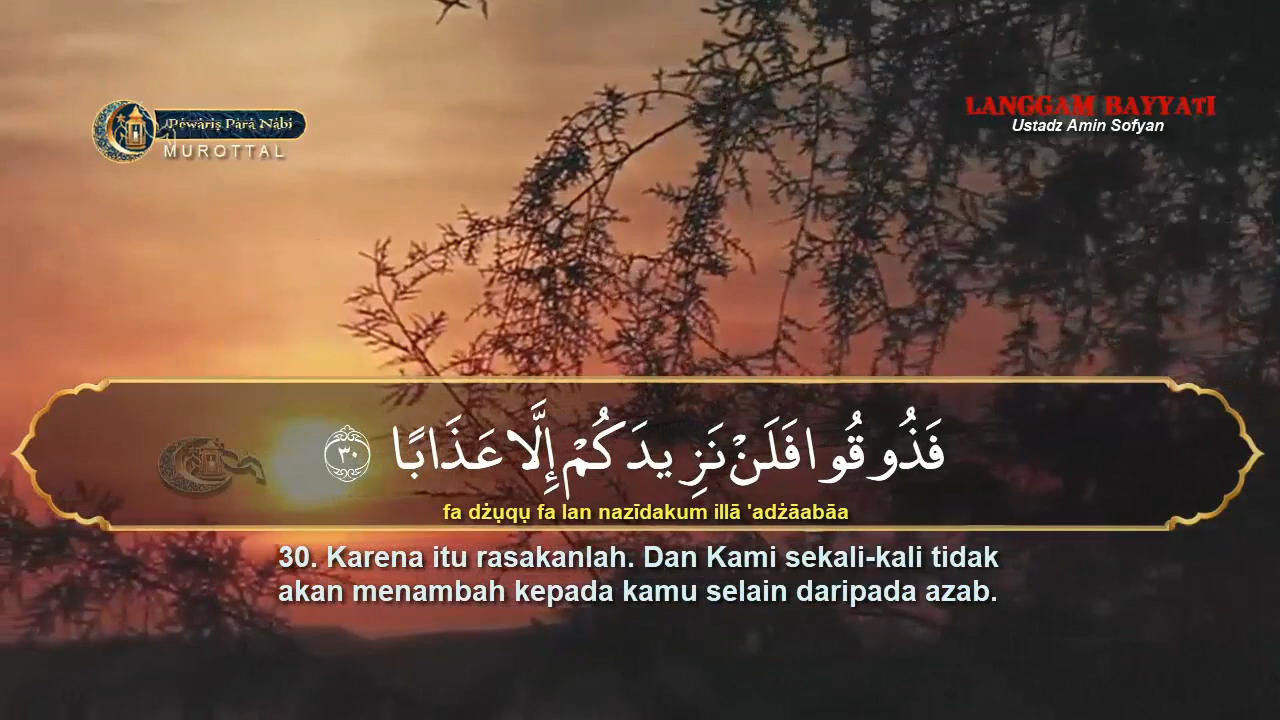 Pewaris Para Nabi
MUROTTAL
LANGGAM BAYYATI
Ustadz Amin Sofyan
فَذُوقُوا فَلَنْ نَزِيدَكُمْ إِلَّا عَذَابًا ٣٠
fa dżụqụ fa lan nazīdakum illā 'adżāabāa
30. Karena itu rasakanlah. Dan Kami sekali-kali tidak
akan menambah kepada kamu selain daripada azab.